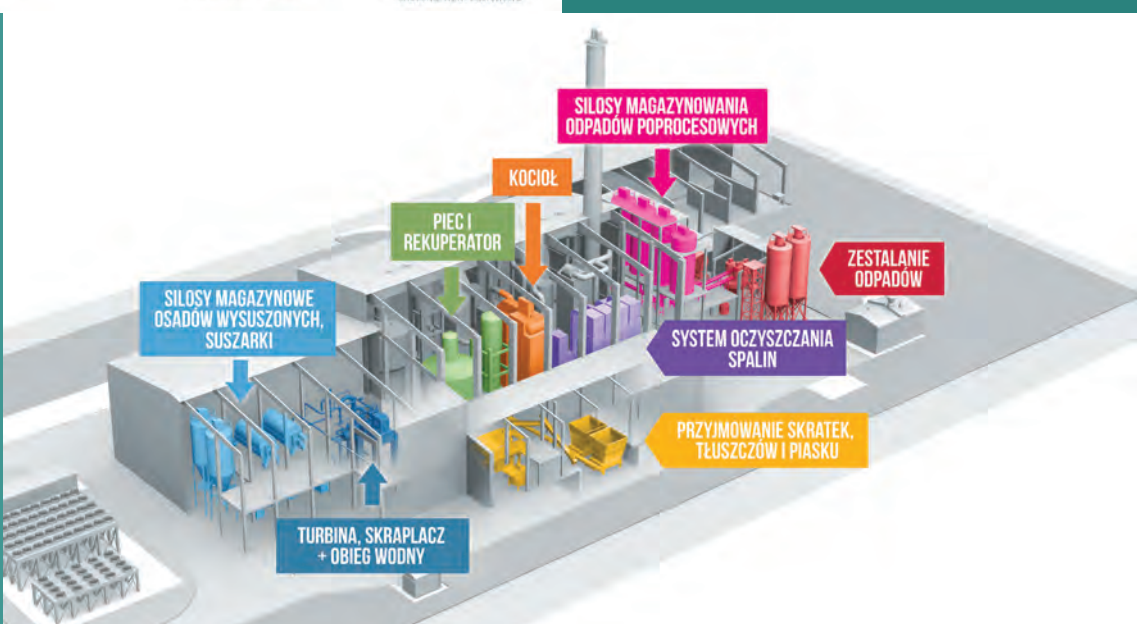 SILOSY MAGAZYNOWANIA
ODPADÓW POPROCESOWYCH
KOCIOŁ
PIEC I
REKUPERATOR
ZESTALANIE
ODPADÓW
SILOSY MAGAZYNOWE
OSADÓW WYSUSZONYCH,
SUSZARKI
SYSTEM OCZYSZCZANIA
SPALIN
PRZYJMOWANIE SKRATEK,
TŁUSZCZÓW I PIASKU
TURBINA, SKRAPLACZ
+ OBIEG WODNY